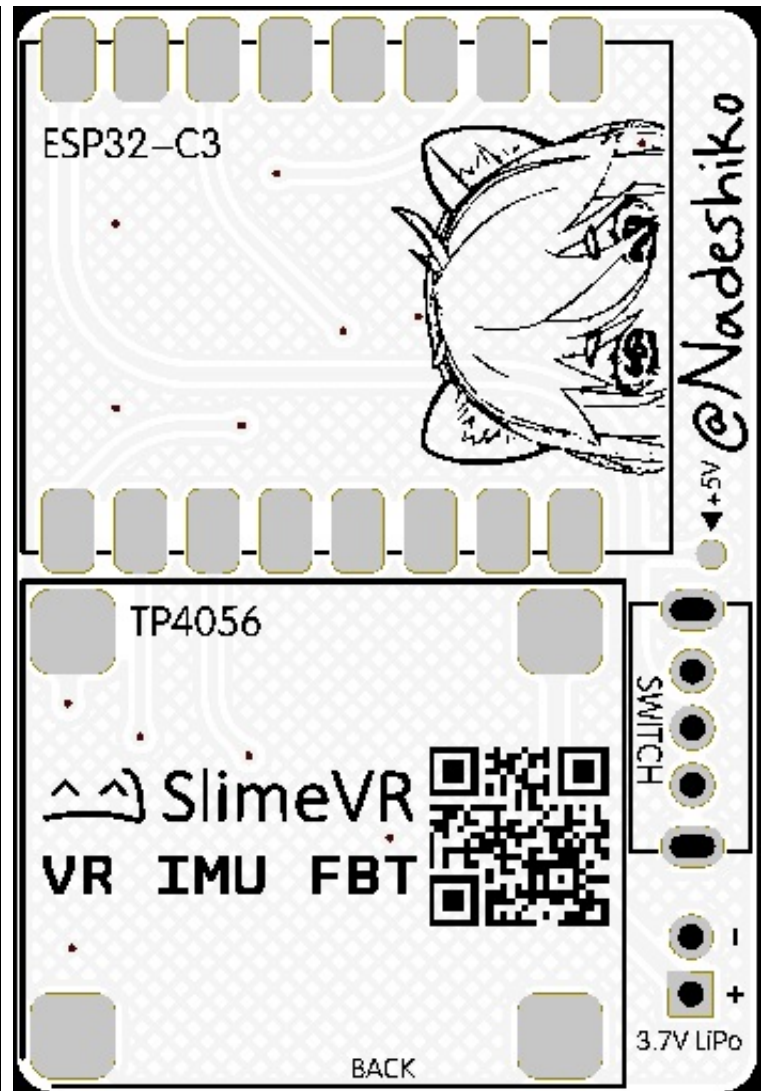 ESP32-C3
@Nadeshiko
+5V
TP4056
SWITCH
SlimeVR
VR IMU FBT
-
+
3.7V LiPo
BACK